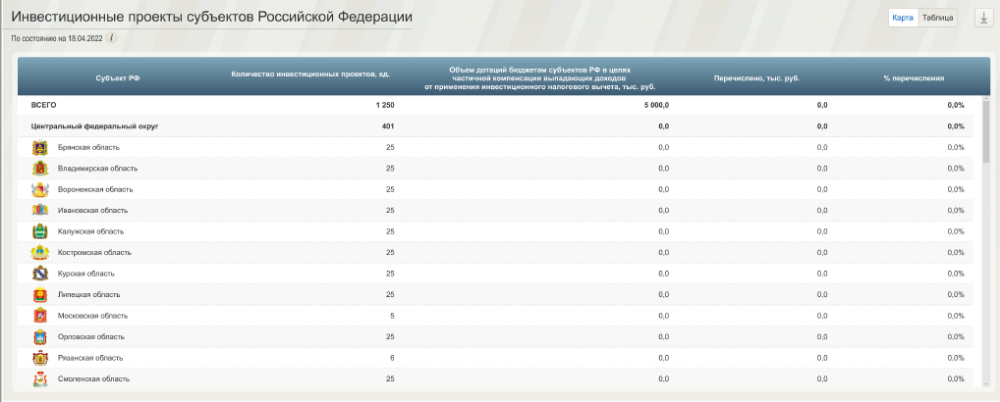 Инвестиционные проекты субъектов Российской Федерации
Карта Таблица
По состоянию на 18.04.2022 i
Субъект РФ Количество инвестиционных проектов, ед. Объем дотаций бюджетам субъектов РФ в целях частичной компенсации выпадающих доходов от применения инвестиционного налогового вычета, тыс. руб. Перечислено, тыс. руб. % перечисления
ВСЕГО 1 250 5 000,0 0,0 0,0%
Центральный федеральный округ 401 0,0 0,0 0,0%
Брянская область 25 0,0 0,0 0,0%
Владимирская область 25 0,0 0,0 0,0%
Воронежская область 25 0,0 0,0 0,0%
Ивановская область 25 0,0 0,0 0,0%
Калужская область 25 0,0 0,0 0,0%
Костромская область 25 0,0 0,0 0,0%
Курская область 25 0,0 0,0 0,0%
Липецкая область 25 0,0 0,0 0,0%
Московская область 5 0,0 0,0 0,0%
Орловская область 25 0,0 0,0 0,0%
Рязанская область 6 0,0 0,0 0,0%
Смоленская область 25 0,0 0,0 0,0%